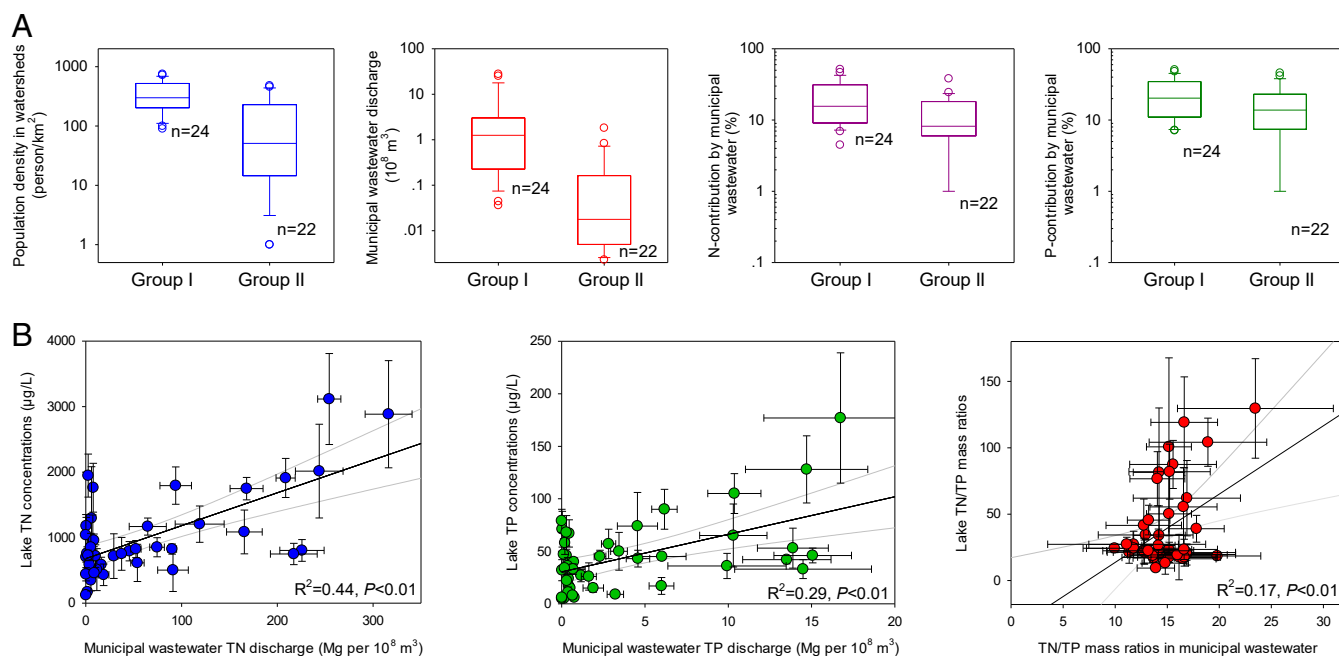 A
Population density in watersheds
(person/km²)
1000
100
10
1
n=24
n=22
Group I
Group II
Municipal wastewater discharge
(10⁸ m³)
100
10
1
.1
.01
n=24
n=22
Group I
Group II
N-contribution by municipal
wastewater (%)
100
10
1
.1
n=24
n=22
Group I
Group II
P-contribution by municipal
wastewater (%)
100
10
1
.1
n=24
n=22
Group I
Group II
B
Lake TN concentrations (µg/L)
4000
3000
2000
1000
0
R²=0.44, P<0.01
0
100
200
300
Municipal wastewater TN discharge (Mg per 10⁸ m³)
Lake TP concentrations (µg/L)
250
200
150
100
50
0
R²=0.29, P<0.01
0
5
10
15
20
Municipal wastewater TP discharge (Mg per 10⁸ m³)
Lake TN/TP mass ratios
150
100
50
0
R²=0.17, P<0.01
0
5
10
15
20
25
30
TN/TP mass ratios in municipal wastewater